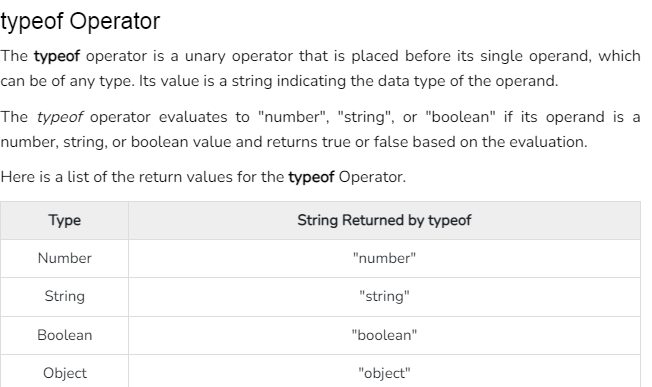 typeof Operator
The typeof operator is a unary operator that is placed before its single operand, which
can be of any type. Its value is a string indicating the data type of the operand.
The typeof operator evaluates to "number", "string", or "boolean" if its operand is a
number, string, or boolean value and returns true or false based on the evaluation.
Here is a list of the return values for the typeof Operator.
Type String Returned by typeof
Number "number"
String "string"
Boolean "boolean"
Object "object"